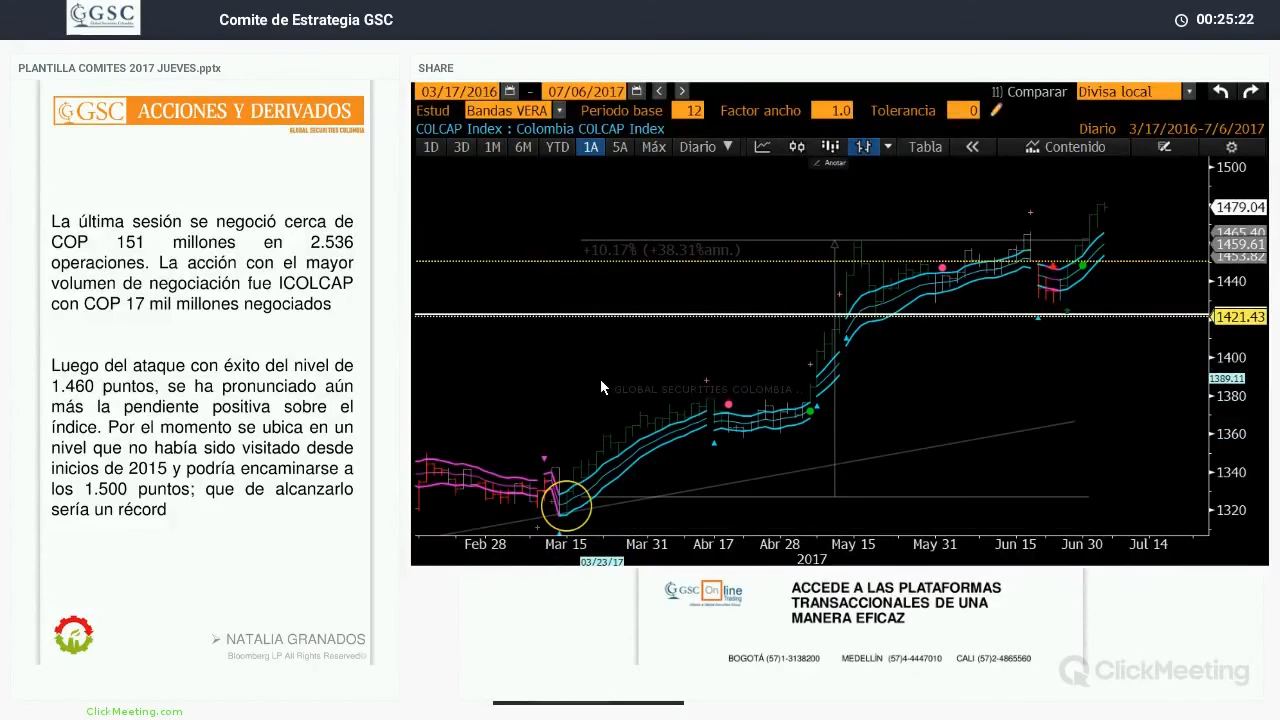 GSC
Global Securities Colombia
Comite de Estrategia GSC
00:25:22
PLANTILLA COMITES 2017 JUEVES.pptx
GSC ACCIONES Y DERIVADOS
GLOBAL SECURITIES COLOMBIA
La última sesión se negoció cerca de
COP 151 millones en 2.536
operaciones. La acción con el mayor
volumen de negociación fue ICOLCAP
con COP 17 mil millones negociados
Luego del ataque con éxito del nivel de
1.460 puntos, se ha pronunciado aún
más la pendiente positiva sobre el
índice. Por el momento se ubica en un
nivel que no había sido visitado desde
inicios de 2015 y podría encaminarse a
los 1.500 puntos; que de alcanzarlo
sería un récord
➢ NATALIA GRANADOS
Bloomberg LP All Rights Reserved©
ClickMeeting.com
SHARE
03/17/2016 - 07/06/2017 11) Comparar Divisa local
Estud Bandas VERA Periodo base 12 Factor ancho 1.0 Tolerancia 0
COLCAP Index : Colombia COLCAP Index Diario 3/17/2016-7/6/2017
1D 3D 1M 6M YTD 1A 5A Máx Diario Tabla Contenido
Anotar
1500
1479.04
1465.40
1459.61
1453.82
1440
1421.43
1400
1389.11
1380
1360
1340
1320
+10.17% (+38.31%ann.)
GLOBAL SECURITIES COLOMBIA .
Feb 28 Mar 15 Mar 31 Abr 17 Abr 28 May 15 May 31 Jun 15 Jun 30 Jul 14
03/23/17 2017
GSC Online
Trading
ACCEDE A LAS PLATAFORMAS
TRANSACCIONALES DE UNA
MANERA EFICAZ
BOGOTÁ (57)1-3138200 MEDELLÍN (57)4-4447010 CALI (57)2-4865560
ClickMeeting